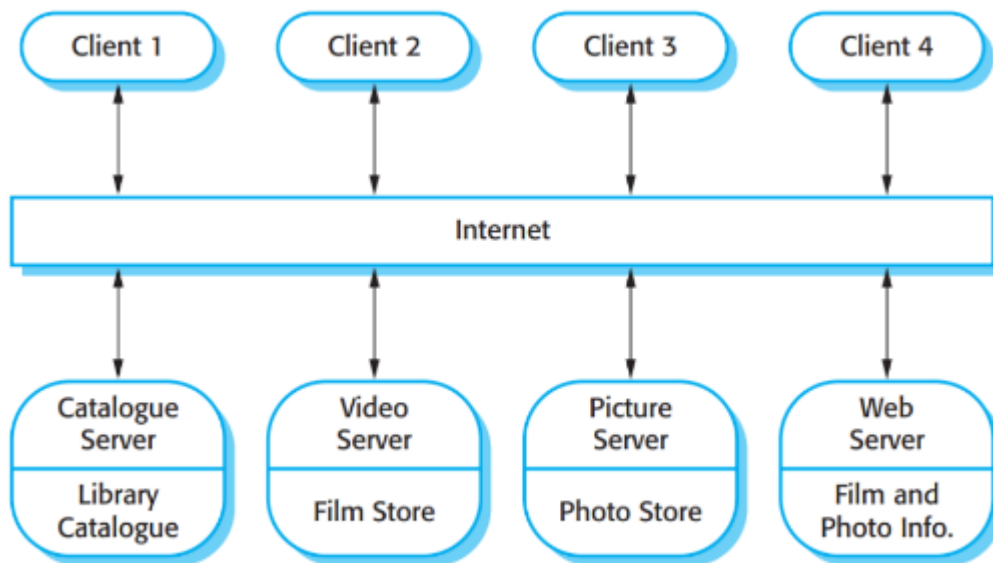 Client 1
Client 2
Client 3
Client 4
Internet
Catalogue
Server
Library
Catalogue
Video
Server
Film Store
Picture
Server
Photo Store
Web
Server
Film and
Photo Info.